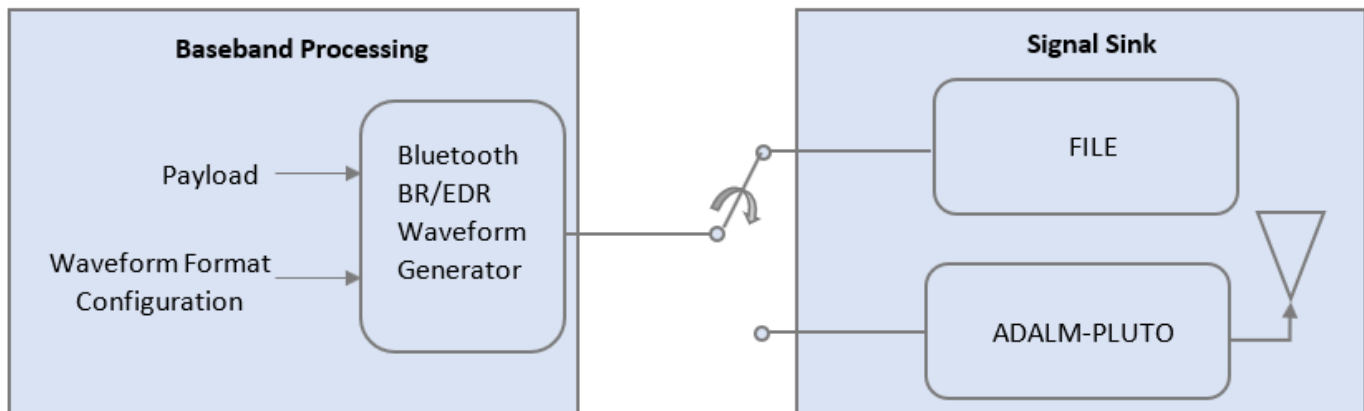 Baseband Processing
Payload
Waveform Format
Configuration
Bluetooth
BR/EDR
Waveform
Generator
Signal Sink
FILE
ADALM-PLUTO